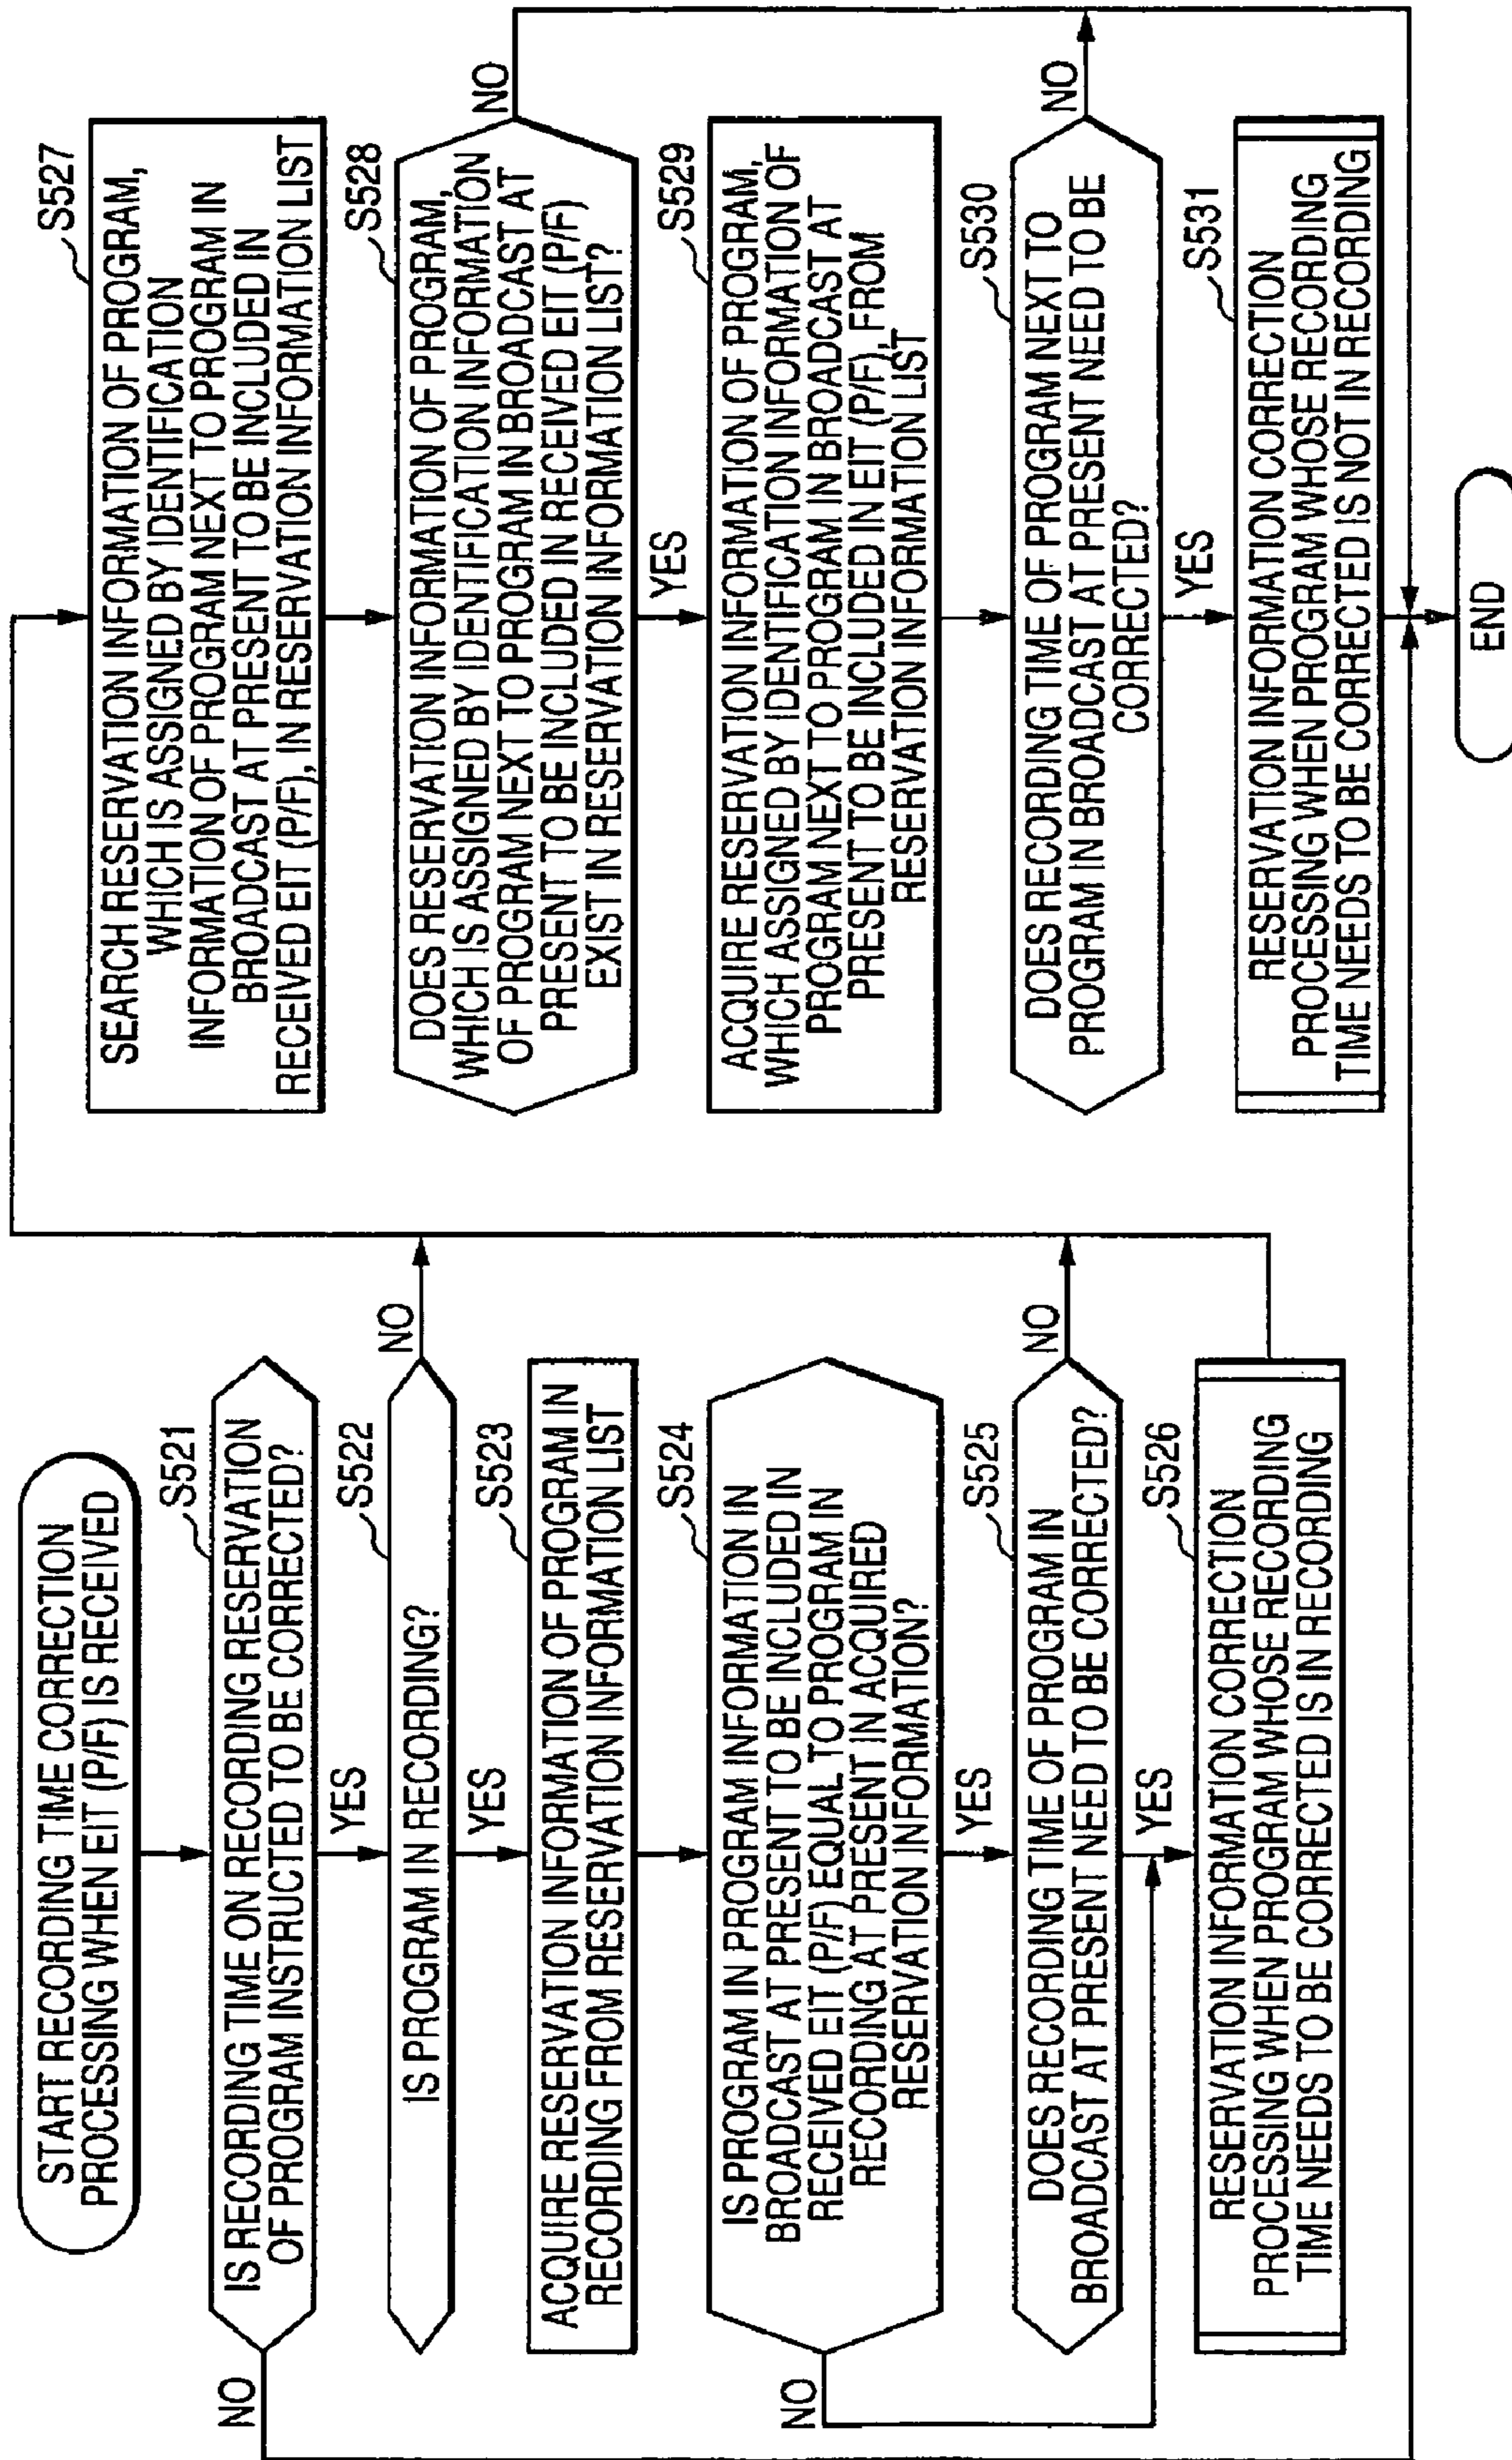 START RECORDING TIME CORRECTION
PROCESSING WHEN EIT (P/F) IS RECEIVED
S521
IS RECORDING TIME ON RECORDING RESERVATION
OF PROGRAM INSTRUCTED TO BE CORRECTED?
NO
YES
S522
IS PROGRAM IN RECORDING?
NO
YES
S523
ACQUIRE RESERVATION INFORMATION OF PROGRAM IN
RECORDING FROM RESERVATION INFORMATION LIST
S524
IS PROGRAM IN PROGRAM INFORMATION IN
BROADCAST AT PRESENT TO BE INCLUDED IN
RECEIVED EIT (P/F) EQUAL TO PROGRAM IN
RECORDING AT PRESENT IN ACQUIRED
RESERVATION INFORMATION?
NO
YES
S525
DOES RECORDING TIME OF PROGRAM IN
BROADCAST AT PRESENT NEED TO BE CORRECTED?
NO
YES
S526
RESERVATION INFORMATION CORRECTION
PROCESSING WHEN PROGRAM WHOSE RECORDING
TIME NEEDS TO BE CORRECTED IS IN RECORDING
S527
SEARCH RESERVATION INFORMATION OF PROGRAM,
WHICH IS ASSIGNED BY IDENTIFICATION
INFORMATION OF PROGRAM NEXT TO PROGRAM IN
BROADCAST AT PRESENT TO BE INCLUDED IN
RECEIVED EIT (P/F), IN RESERVATION INFORMATION LIST
S528
DOES RESERVATION INFORMATION OF PROGRAM,
WHICH IS ASSIGNED BY IDENTIFICATION INFORMATION
OF PROGRAM NEXT TO PROGRAM IN BROADCAST AT
PRESENT TO BE INCLUDED IN RECEIVED EIT (P/F)
EXIST IN RESERVATION INFORMATION LIST?
NO
YES
S529
ACQUIRE RESERVATION INFORMATION OF PROGRAM,
WHICH ASSIGNED BY IDENTIFICATION INFORMATION OF
PROGRAM NEXT TO PROGRAM IN BROADCAST AT
PRESENT TO BE INCLUDED IN EIT (P/F), FROM
RESERVATION INFORMATION LIST
S530
DOES RECORDING TIME OF PROGRAM NEXT TO
PROGRAM IN BROADCAST AT PRESENT NEED TO BE
CORRECTED?
NO
YES
S531
RESERVATION INFORMATION CORRECTION
PROCESSING WHEN PROGRAM WHOSE RECORDING
TIME NEEDS TO BE CORRECTED IS NOT IN RECORDING
END